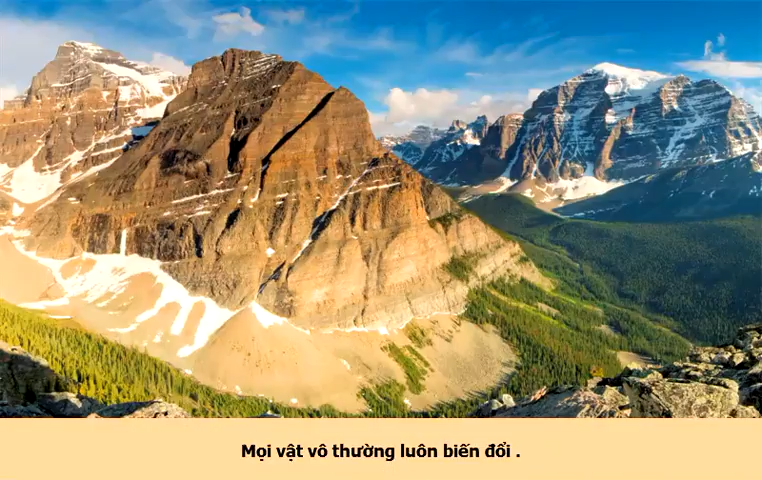 Mọi vật vô thường luôn biến đổi .